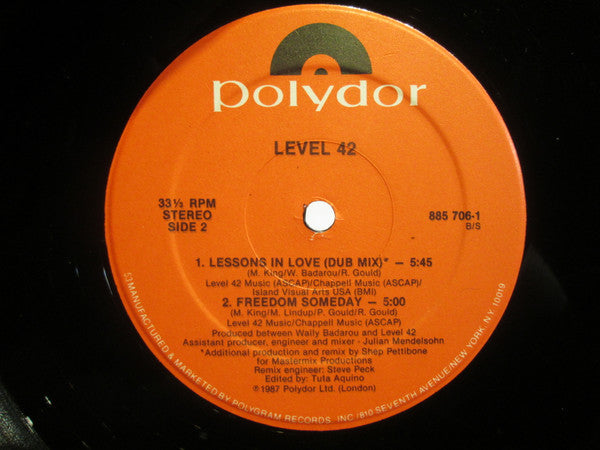 polydor
LEVEL 42
33⅓ RPM
STEREO
SIDE 2
885 706-1
B/S
1. LESSONS IN LOVE (DUB MIX)* — 5:45
(M. King/W. Badarou/R. Gould)
Level 42 Music (ASCAP)/Chappell Music (ASCAP)/
Island Visual Arts USA (BMI)
2. FREEDOM SOMEDAY — 5:00
(M. King/M. Lindup/P. Gould/R. Gould)
Level 42 Music/Chappell Music (ASCAP)
Produced between Wally Badarou and Level 42
Assistant producer, engineer and mixer - Julian Mendelsohn
*Additional production and remix by Shep Pettibone
for Mastermix Productions
Remix engineer: Steve Peck
Edited by: Tuta Aquino
℗1987 Polydor Ltd. (London)
53 MANUFACTURED & MARKETED BY POLYGRAM RECORDS, INC./810 SEVENTH AVENUE/NEW YORK, N.Y. 10019